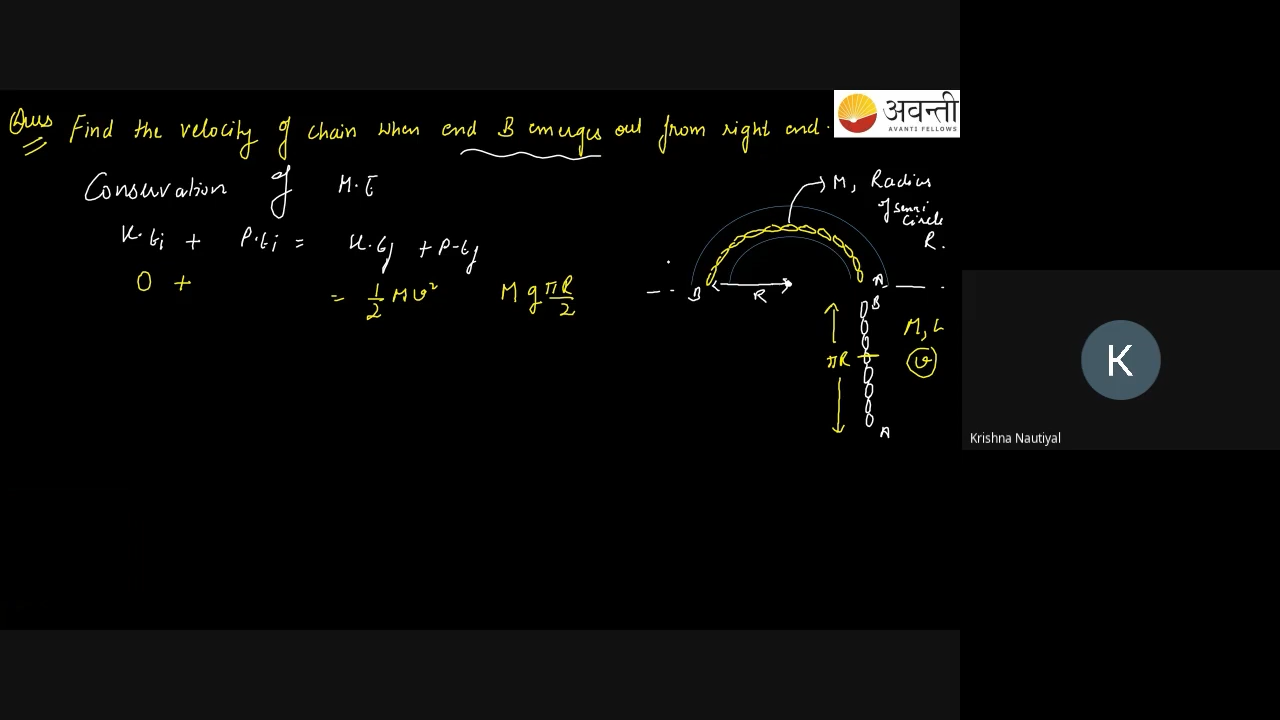 Ques Find the velocity of chain when end B emerges out from right end.
अवन्ती
AVANTI FELLOWS
Conservation of M.E
K.Ei + P.Ei = K.Ef + P.Ef
0 + = 1/2 Mv² Mg πR/2
M, Radius
of semi
circle
R.
B
R
A
B
πR
M, L
v
A
K
Krishna Nautiyal